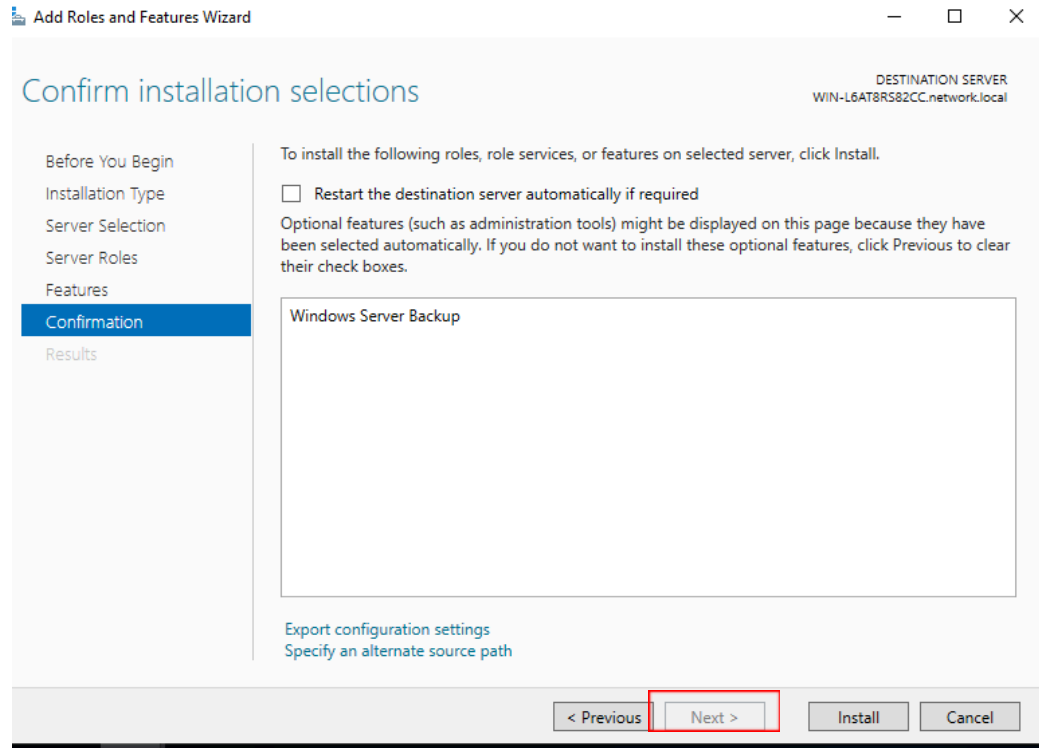 Add Roles and Features Wizard
Confirm installation selections
DESTINATION SERVER
WIN-L6AT8RS82CC.network.local
Before You Begin
Installation Type
Server Selection
Server Roles
Features
Confirmation
Results
To install the following roles, role services, or features on selected server, click Install.
Restart the destination server automatically if required
Optional features (such as administration tools) might be displayed on this page because they have
been selected automatically. If you do not want to install these optional features, click Previous to clear
their check boxes.
Windows Server Backup
Export configuration settings
Specify an alternate source path
< Previous
Next >
Install
Cancel